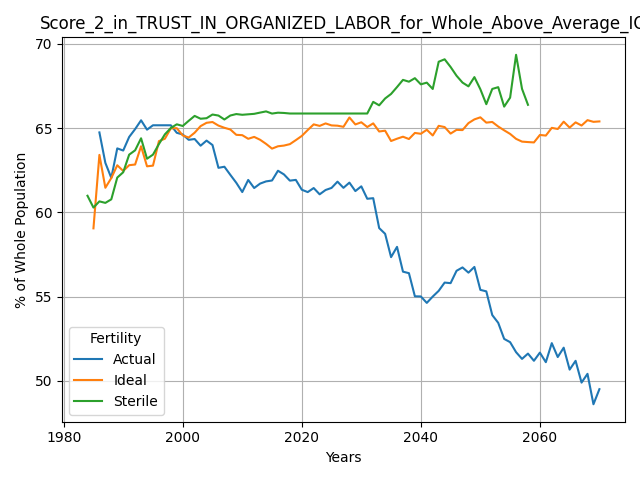 Score_2_in_TRUST_IN_ORGANIZED_LABOR_for_Whole_Above_Average_IQ
70
65
60
55
50
% of Whole Population
Fertility
Actual
Ideal
Sterile
1980
2000
2020
2040
2060
Years